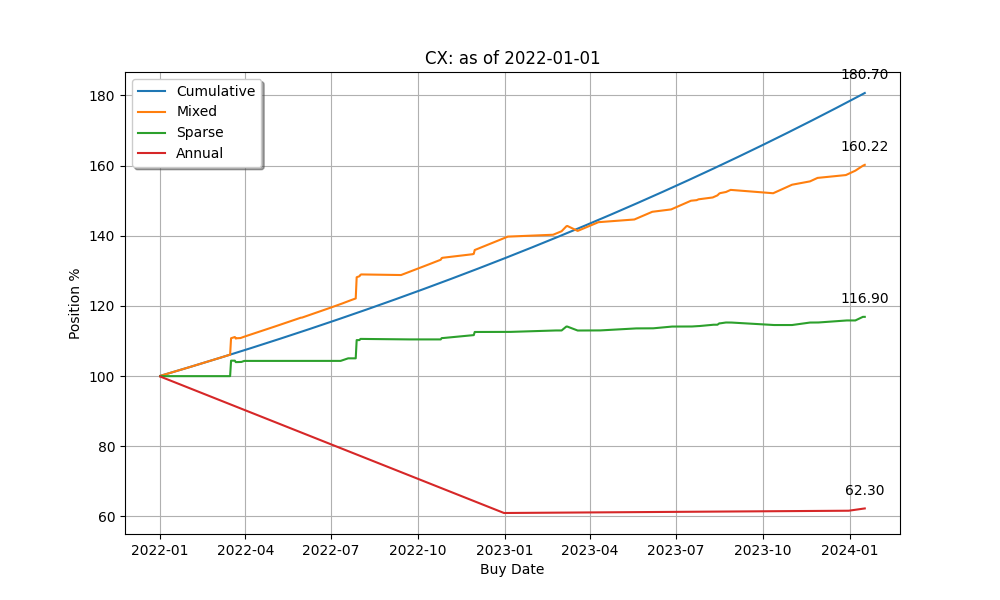 CX: as of 2022-01-01
Cumulative
Mixed
Sparse
Annual
180.70
160.22
116.90
62.30
180
160
140
120
100
80
60
Position %
2022-01 2022-04 2022-07 2022-10 2023-01 2023-04 2023-07 2023-10 2024-01
Buy Date